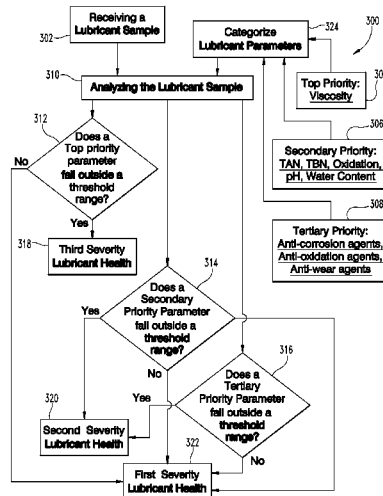 Receiving a
Lubricant Sample
302
310
Analyzing the Lubricant Sample
Categorize
Lubricant Parameters
324
300
Top Priority:
Viscosity
306
Secondary Priority:
TAN, TBN, Oxidation,
pH, Water Content
308
Tertiary Priority:
Anti-corrosion agents,
Anti-oxidation agents,
Anti-wear agents
312
Does a
Top priority
parameter
fall outside a
threshold
range?
No
Yes
318
Third Severity
Lubricant Health
314
Does a
Secondary
Priority Parameter
fall outside a
threshold
range?
Yes
No
316
Does a
Tertiary
Priority Parameter
fall outside a
threshold
range?
Yes
No
320
Second Severity
Lubricant Health
322
First Severity
Lubricant Health